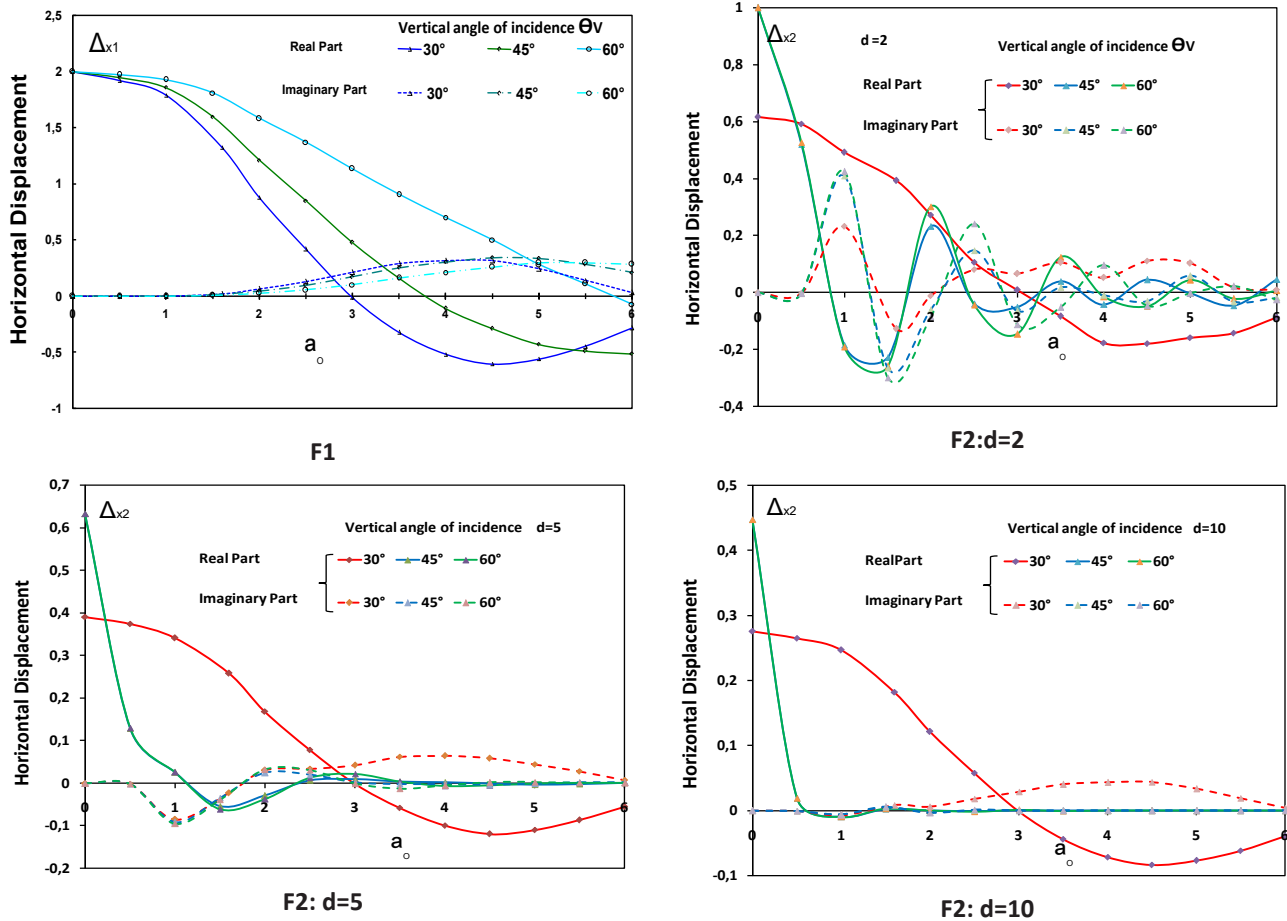 Δx1
Vertical angle of incidence ΘV
Real Part
30° 45° 60°
Imaginary Part
30° 45° 60°
Horizontal Displacement
2,5
2
1,5
1
0,5
0
-0,5
-1
0 1 2 3 4 5 6
a₀
F1
Δx2
d=2
Vertical angle of incidence ΘV
Real Part
30° 45° 60°
Imaginary Part
30° 45° 60°
Horizontal Displacement
1
0,8
0,6
0,4
0,2
0
-0,2
-0,4
0 1 2 3 4 5 6
a₀
F2:d=2
Δx2
Vertical angle of incidence d=5
Real Part
30° 45° 60°
Imaginary Part
30° 45° 60°
Horizontal Displacement
0,7
0,6
0,5
0,4
0,3
0,2
0,1
0
-0,1
-0,2
0 1 2 3 4 5 6
a₀
F2: d=5
Δx2
Vertical angle of incidence d=10
RealPart
30° 45° 60°
Imaginary Part
30° 45° 60°
Horizontal Displacement
0,5
0,4
0,3
0,2
0,1
0
-0,1
0 1 2 3 4 5 6
a₀
F2: d=10